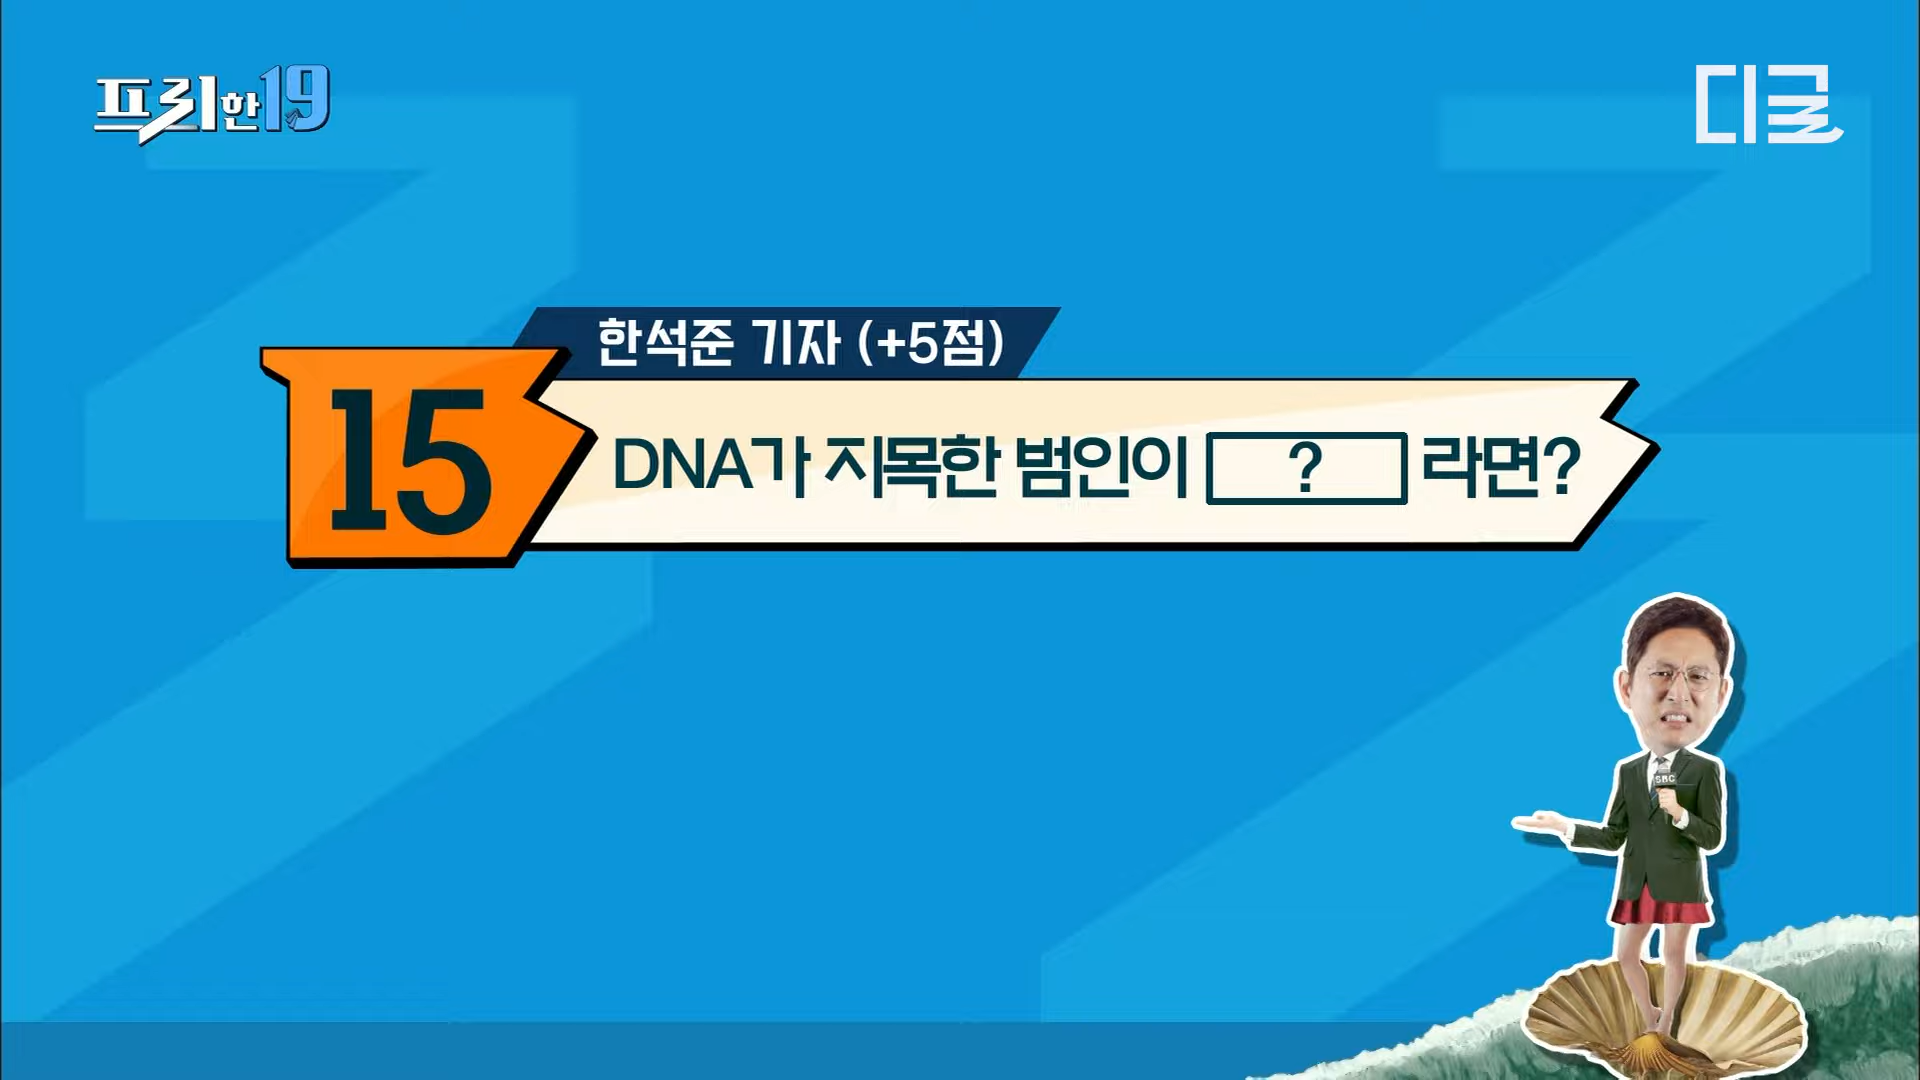 프리한19
디글
한석준 기자 (+5점)
15
DNA가 지목한 범인이 ? 라면?
SBC